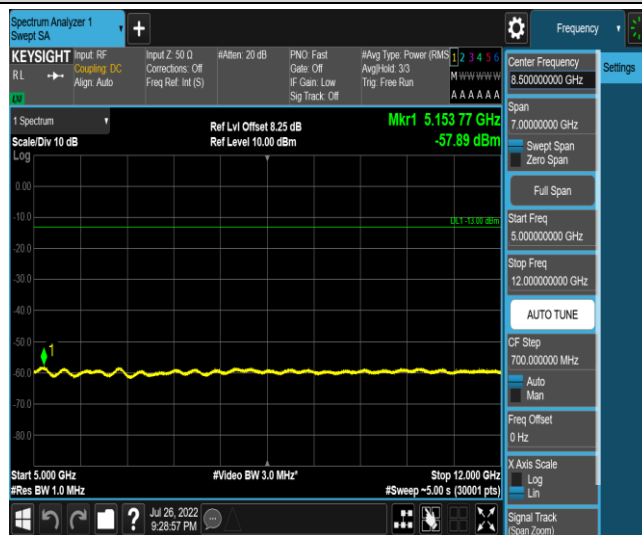 Spectrum Analyzer 1
Swept SA
Frequency
KEYSIGHT
RL
LXI
Input: RF
Coupling: DC
Align: Auto
Input Z: 50 Ω
Corrections: Off
Freq Ref: Int (S)
#Atten: 20 dB
PNO: Fast
Gate: Off
IF Gain: Low
Sig Track: Off
#Avg Type: Power (RMS
Avg|Hold: 3/3
Trig: Free Run
1 2 3 4 5 6
M W W W W W
A A A A A A
1 Spectrum
Scale/Div 10 dB
Log
Ref Lvl Offset 8.25 dB
Ref Level 10.00 dBm
Mkr1 5.153 77 GHz
-57.89 dBm
0.00
-10.0
DL1 -13.00 dBm
-20.0
-30.0
-40.0
-50.0
1
-60.0
-70.0
-80.0
Start 5.000 GHz
#Res BW 1.0 MHz
#Video BW 3.0 MHz*
Stop 12.000 GHz
#Sweep ~5.00 s (30001 pts)
?
Jul 26, 2022
9:28:57 PM
Center Frequency
8.500000000 GHz
Settings
Span
7.00000000 GHz
Swept Span
Zero Span
Full Span
Start Freq
5.000000000 GHz
Stop Freq
12.000000000 GHz
AUTO TUNE
CF Step
700.000000 MHz
Auto
Man
Freq Offset
0 Hz
X Axis Scale
Log
Lin
Signal Track
(Span Zoom)